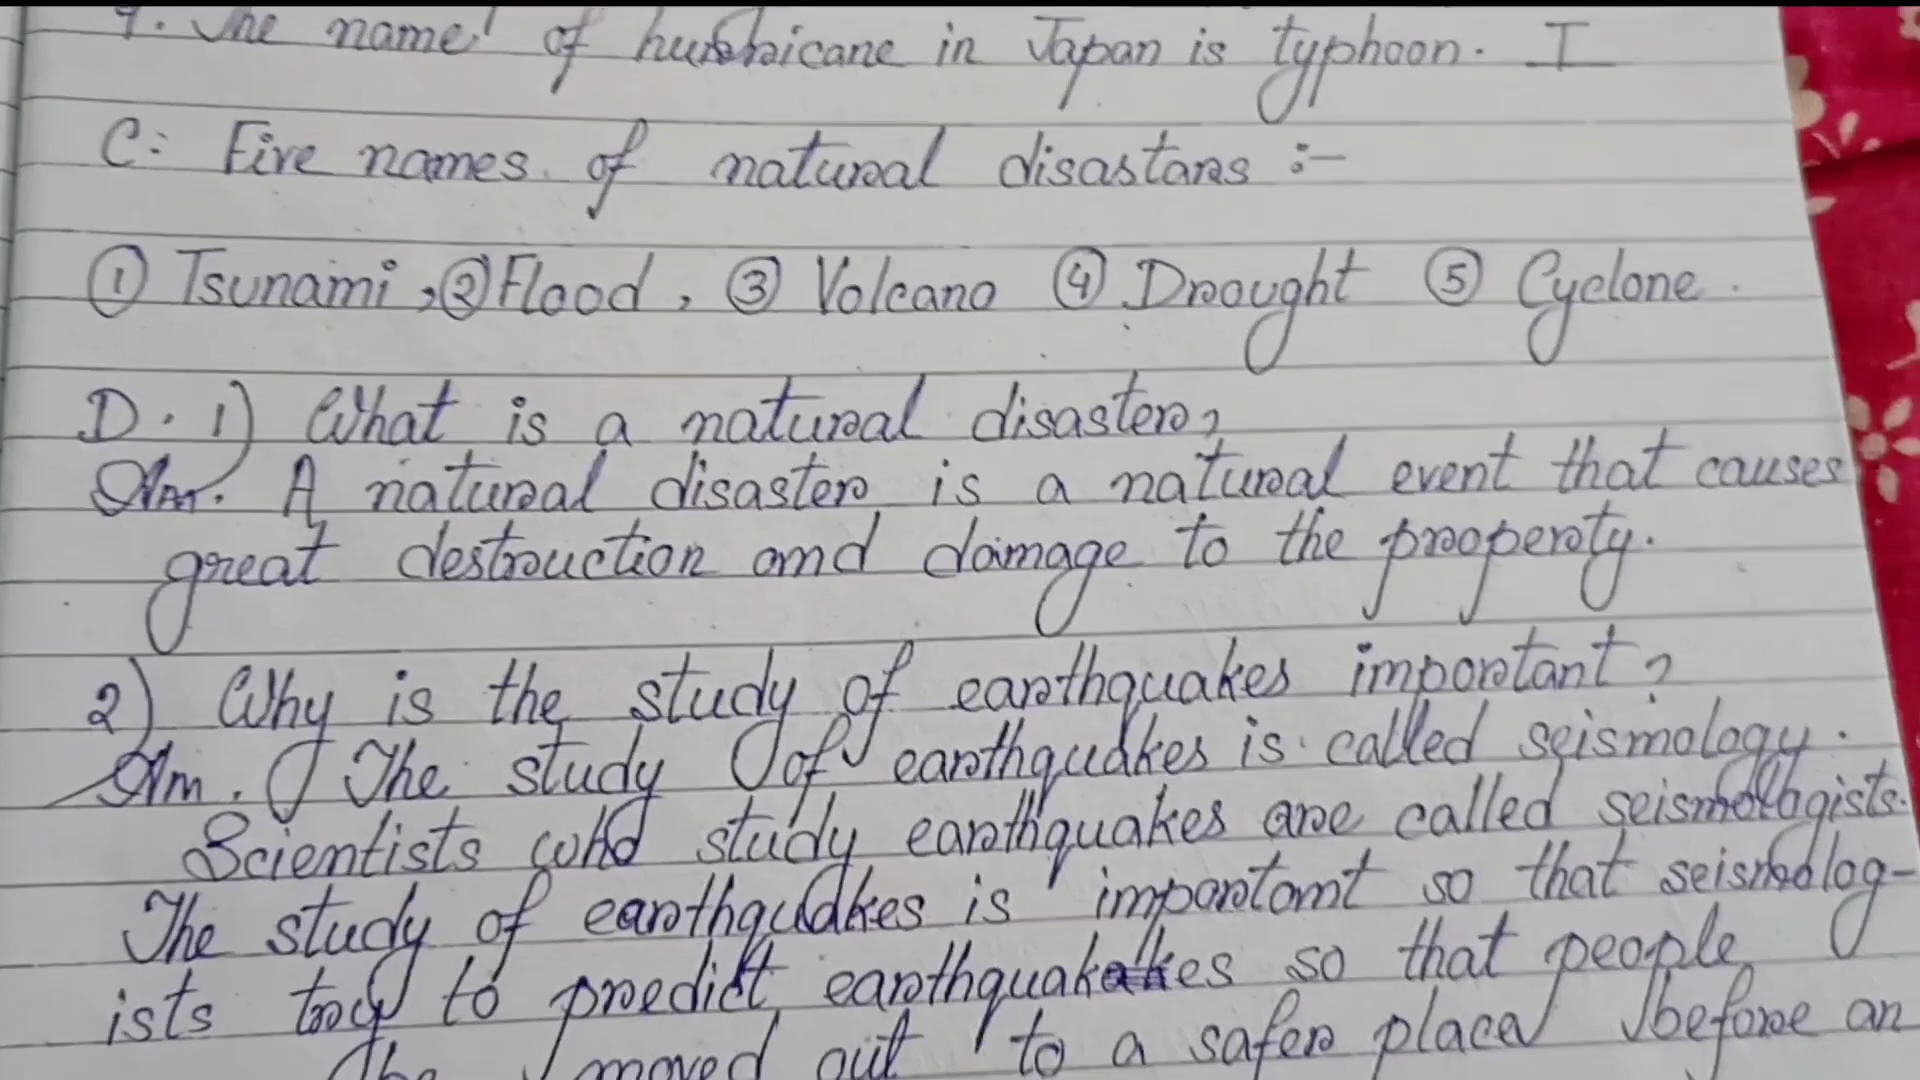 9. The name of hurricane in Japan is typhoon. I
C: Five names of natural disastars :-
① Tsunami, ② Flood, ③ Volcano ④ Drought ⑤ Cyclone.
D. 1) What is a natural disaster?
Ans. A natural disaster is a natural event that causes
great destruction and damage to the property.
2) Why is the study of earthquakes important?
Ans. The study of earthquakes is called seismology.
Scientists who study earthquakes are called seismologists.
The study of earthquakes is important so that seismolog-
ists try to predict earthquakes so that people
be moved out to a safer place before an